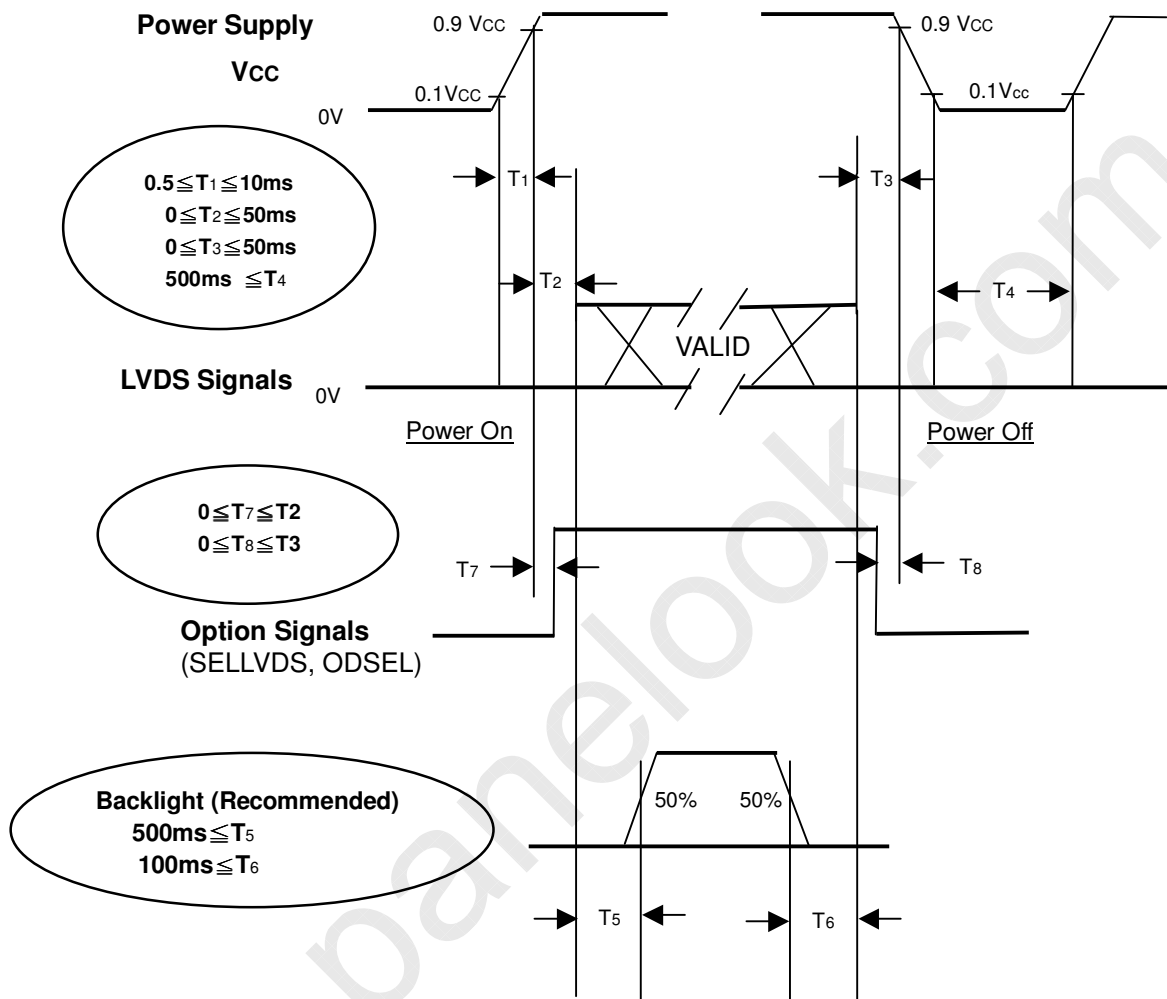 Power Supply
Vcc
0.9 Vcc
0.9 Vcc
0.1Vcc
0.1Vcc
0V
0.5≦T1≦10ms
0≦T2≦50ms
0≦T3≦50ms
500ms ≦T4
T1
T3
T2
T4
VALID
LVDS Signals
0V
Power On
Power Off
0≦T7≦T2
0≦T8≦T3
T7
T8
Option Signals
(SELLVDS, ODSEL)
Backlight (Recommended)
500ms≦T5
100ms≦T6
50%
50%
T5
T6
panelook.com